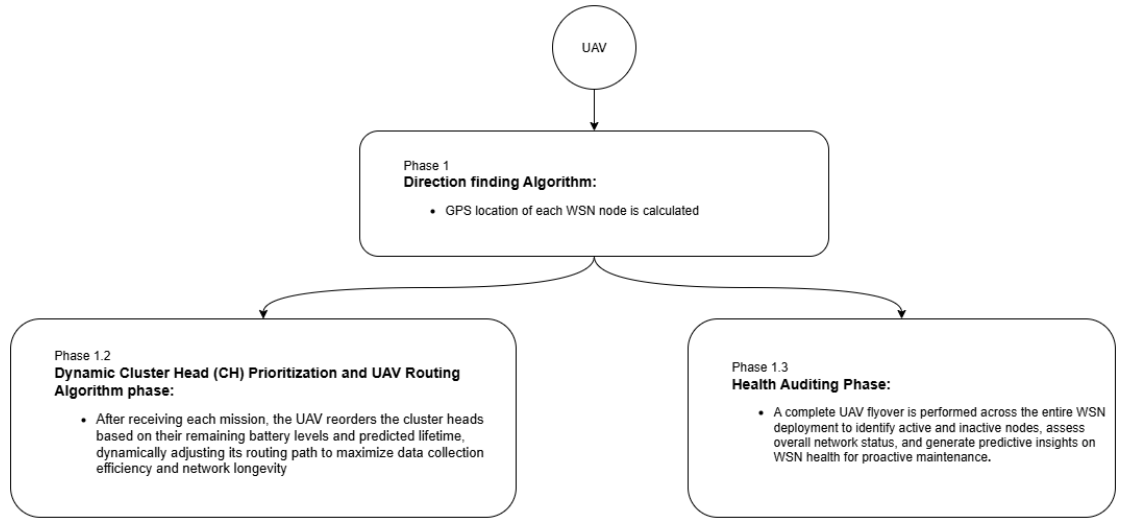 UAV
Phase 1
Direction finding Algorithm:
• GPS location of each WSN node is calculated
Phase 1.2
Dynamic Cluster Head (CH) Prioritization and UAV Routing
Algorithm phase:
• After receiving each mission, the UAV reorders the cluster heads
based on their remaining battery levels and predicted lifetime,
dynamically adjusting its routing path to maximize data collection
efficiency and network longevity
Phase 1.3
Health Auditing Phase:
• A complete UAV flyover is performed across the entire WSN
deployment to identify active and inactive nodes, assess
overall network status, and generate predictive insights on
WSN health for proactive maintenance.